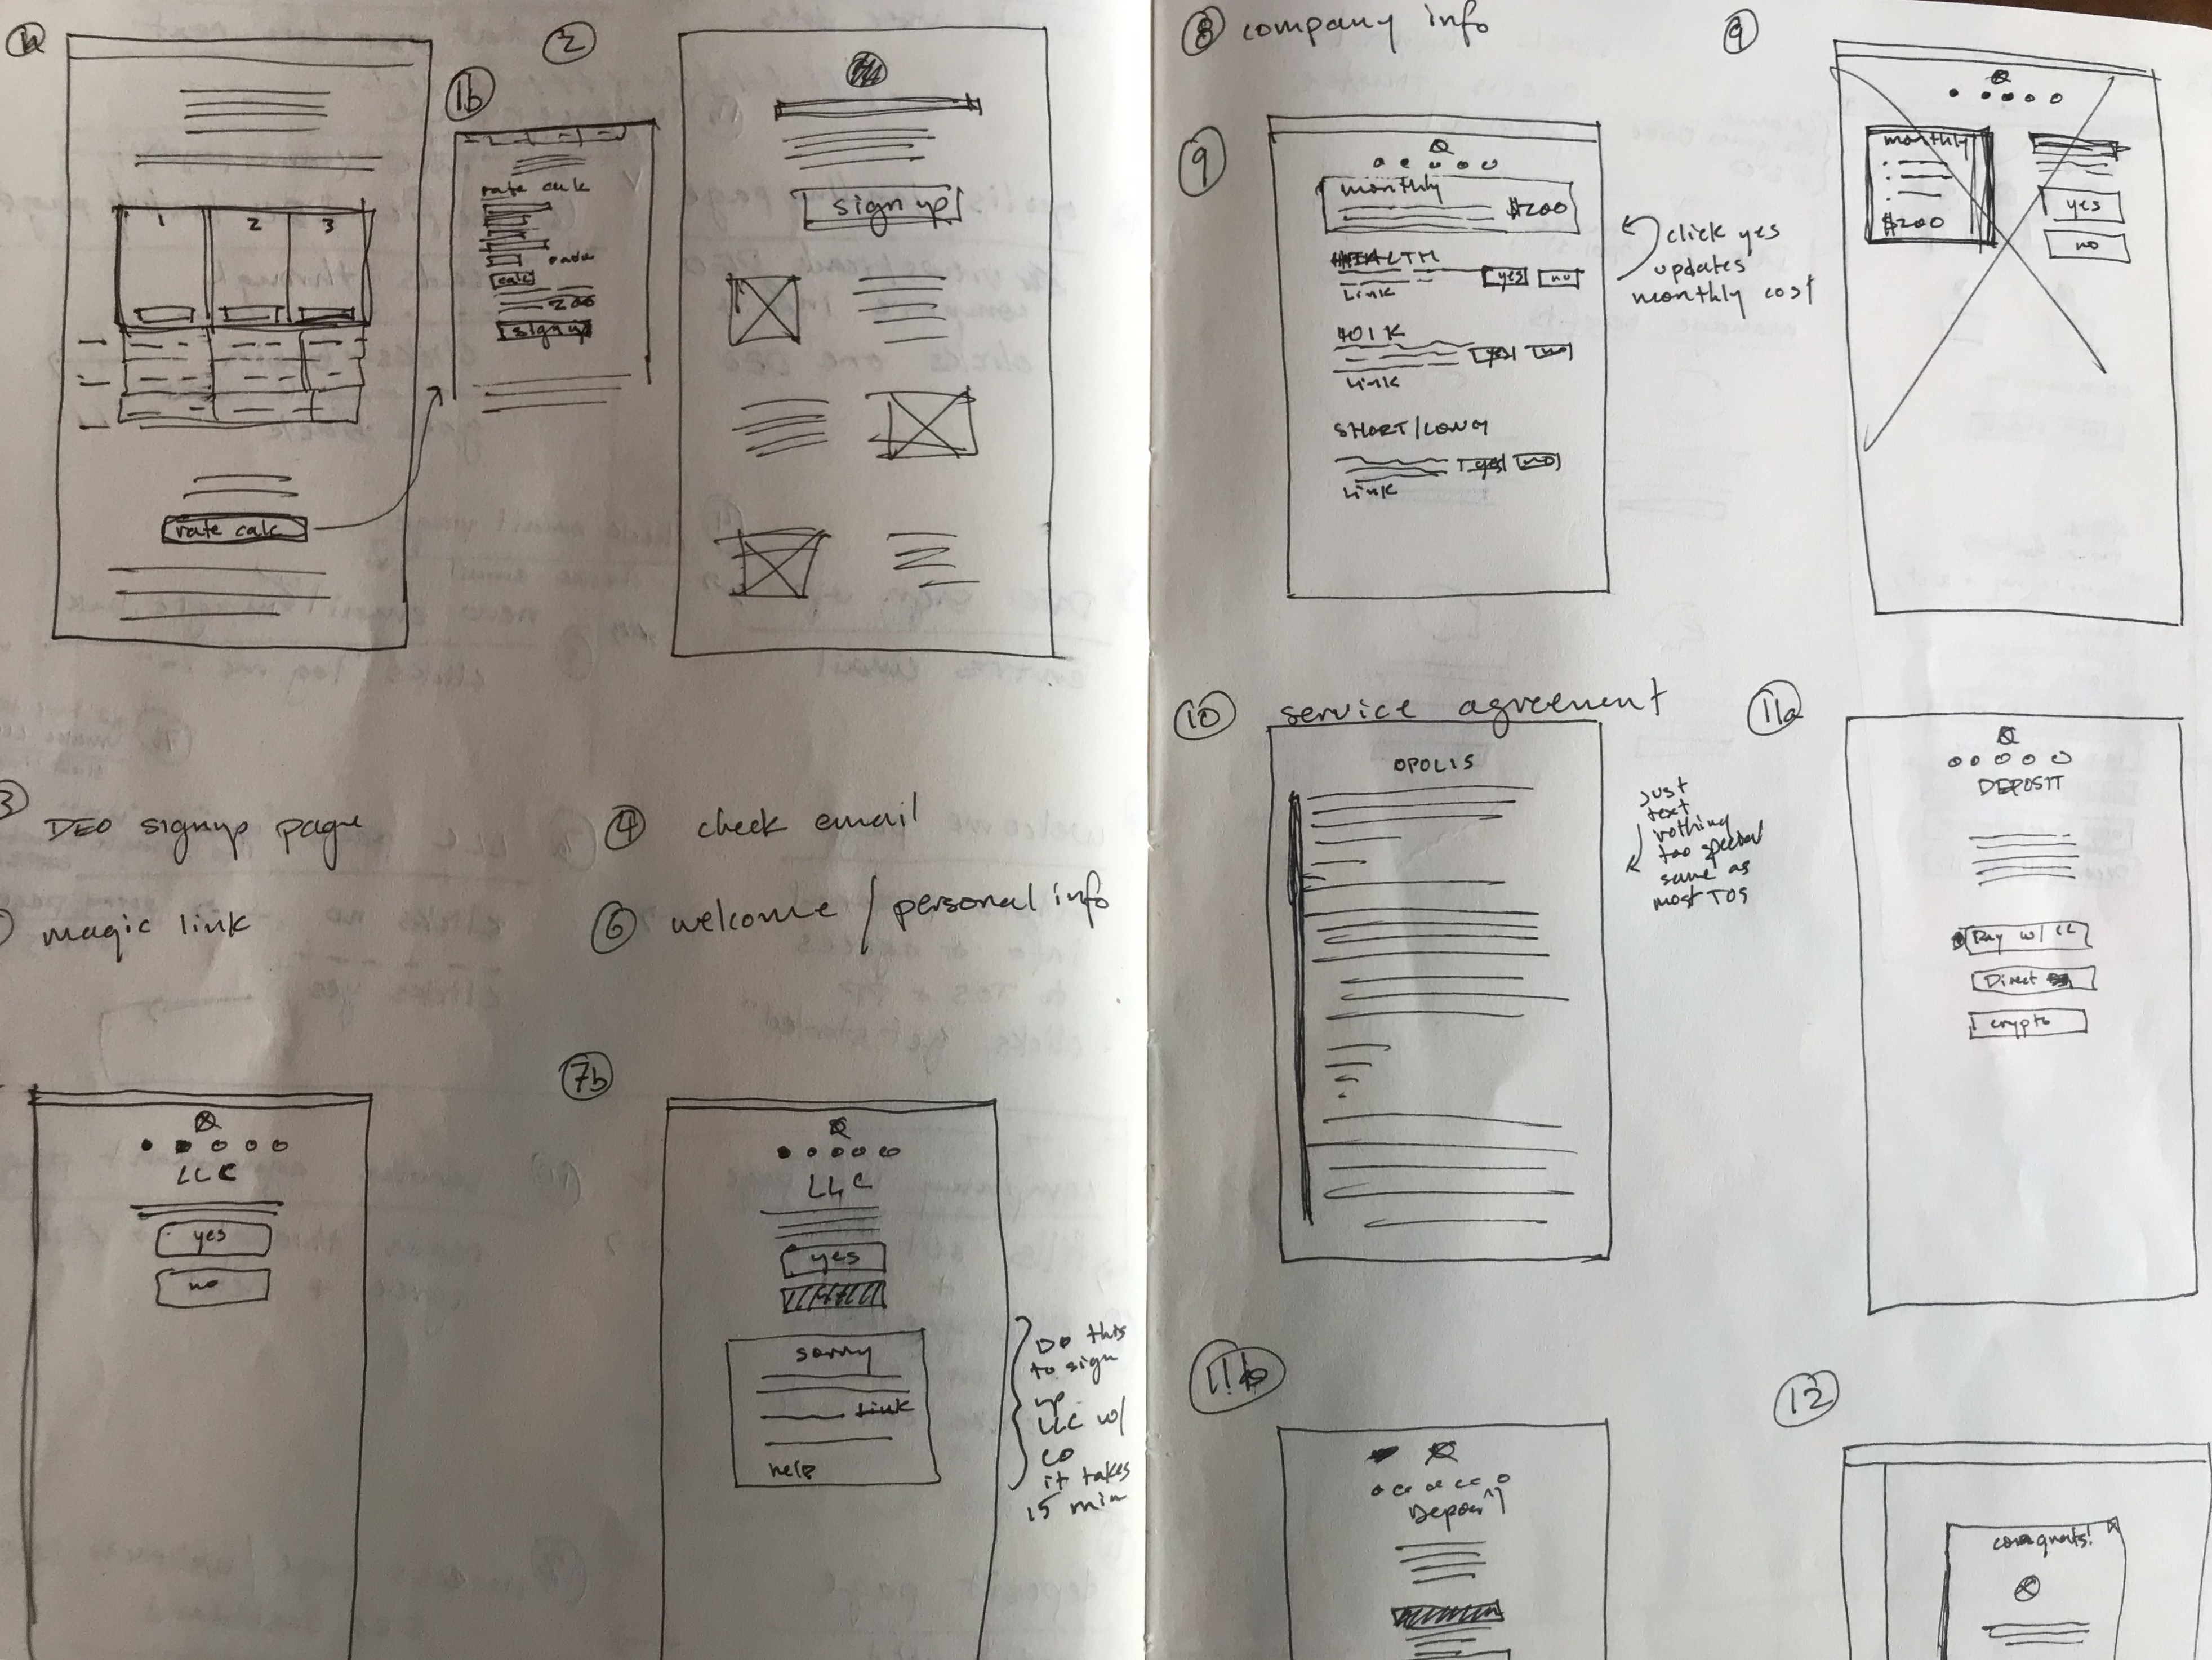 1a
1
2
3
rate calc
1b
rate calc
calc
200
sign up
2
sign up
3
DEO signup page
4
check email
magic link
6
welcome / personal info
LLC
yes
no
7b
LLC
yes
sorry
link
help
Do this
to sign
up
LLC w/
co
it takes
15 min
8 company info
9
monthly
$200
HEALTH
yes no
Link
401K
yes no
Link
SHORT/LONG
yes no
Link
click yes
updates
monthly cost
9
monthly
$200
yes
no
10 service agreement
OPOLIS
just
text
nothing
too special
same as
most TOS
11a
DEPOSIT
Pay w/ CC
Direct
crypto
11b
Deposit
12
congrats!